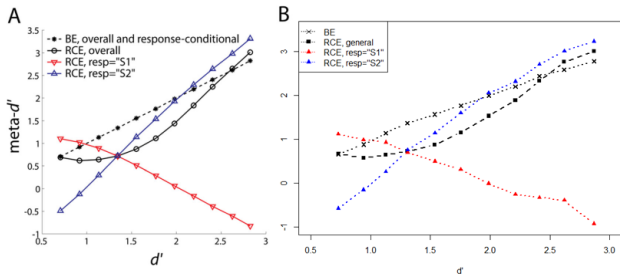 A
BE, overall and response-conditional
RCE, overall
RCE, resp="S1"
RCE, resp="S2"
meta-d'
3.5
3
2.5
2
1.5
1
0.5
0
-0.5
-1
0.5 1 1.5 2 2.5 3
d'
B
BE
RCE, general
RCE, resp="S1"
RCE, resp="S2"
3
2
1
0
-1
0.5 1.0 1.5 2.0 2.5 3.0
d'